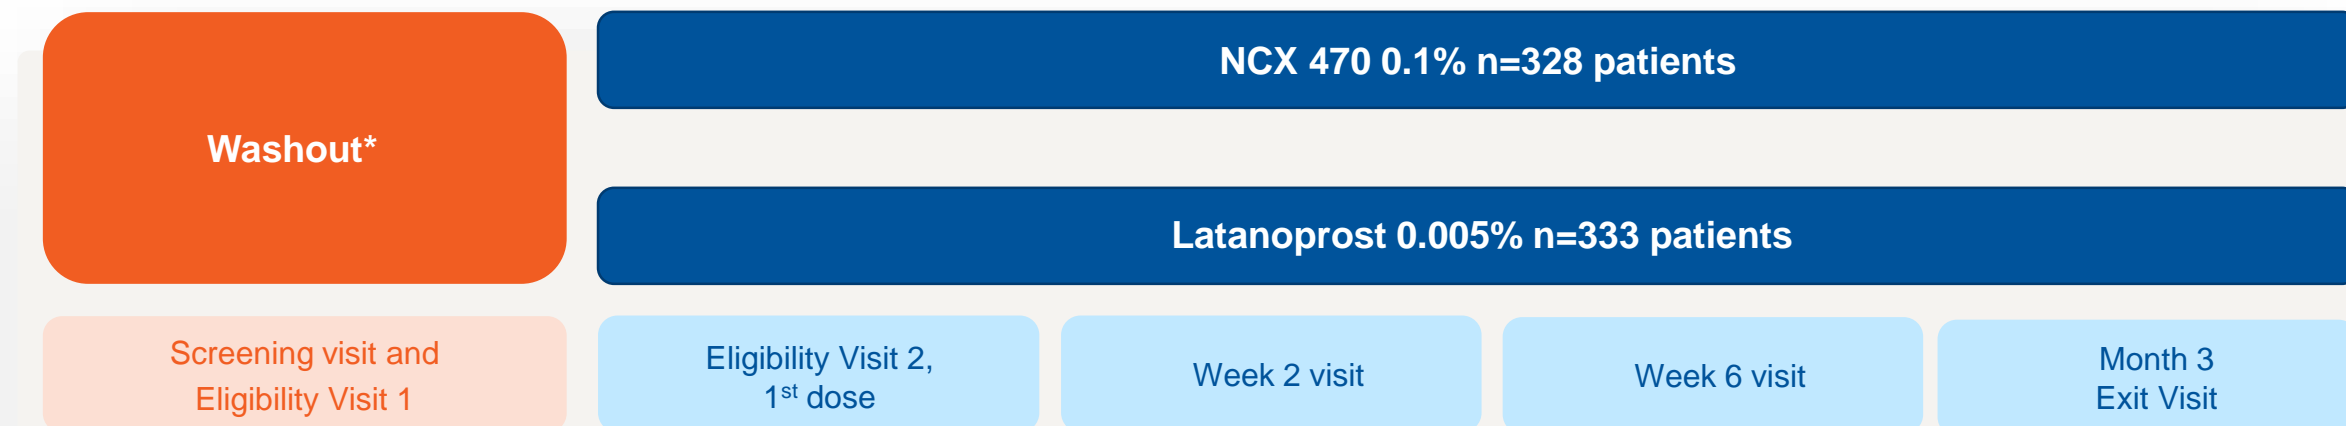 NCX 470 0.1% n=328 patients
Washout*
Latanoprost 0.005% n=333 patients
Screening visit and
Eligibility Visit 1
Eligibility Visit 2,
1st dose
Week 2 visit
Week 6 visit
Month 3
Exit Visit